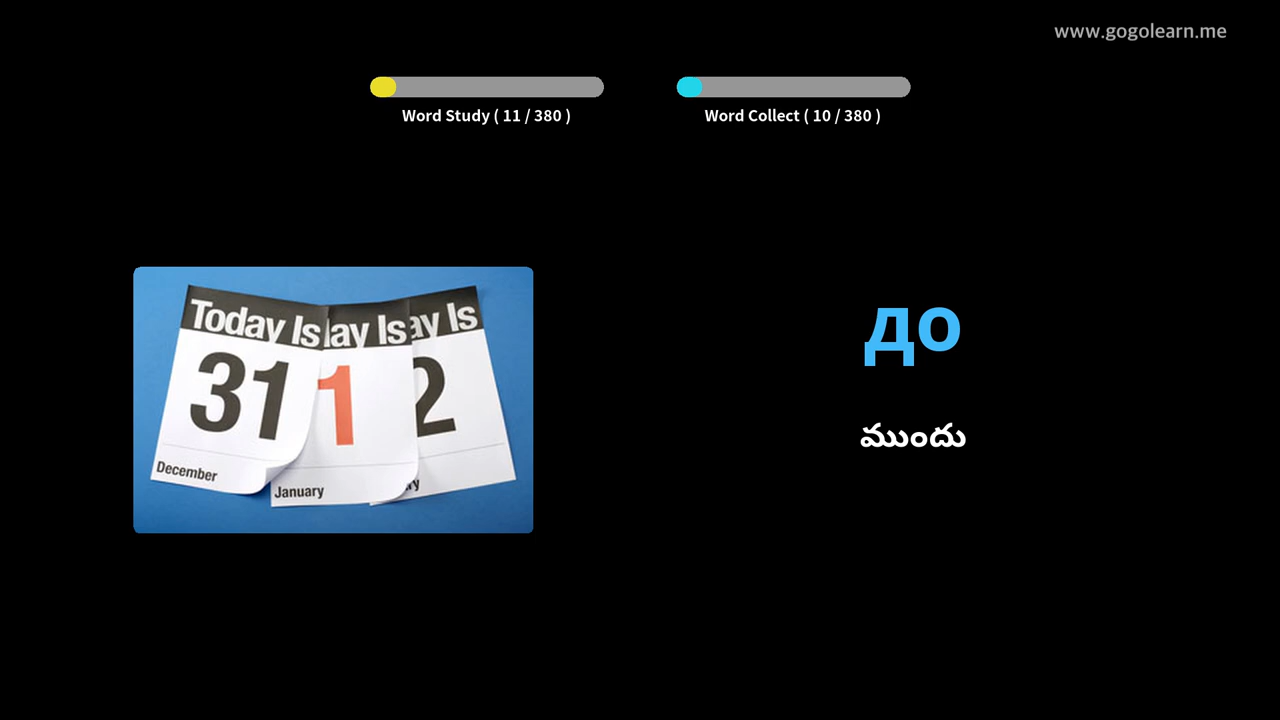 www.gogolearn.me
Word Study ( 11 / 380 )
Word Collect ( 10 / 380 )
Today Is
31
December
day Is
1
January
ay Is
2
ry
до
ముందు